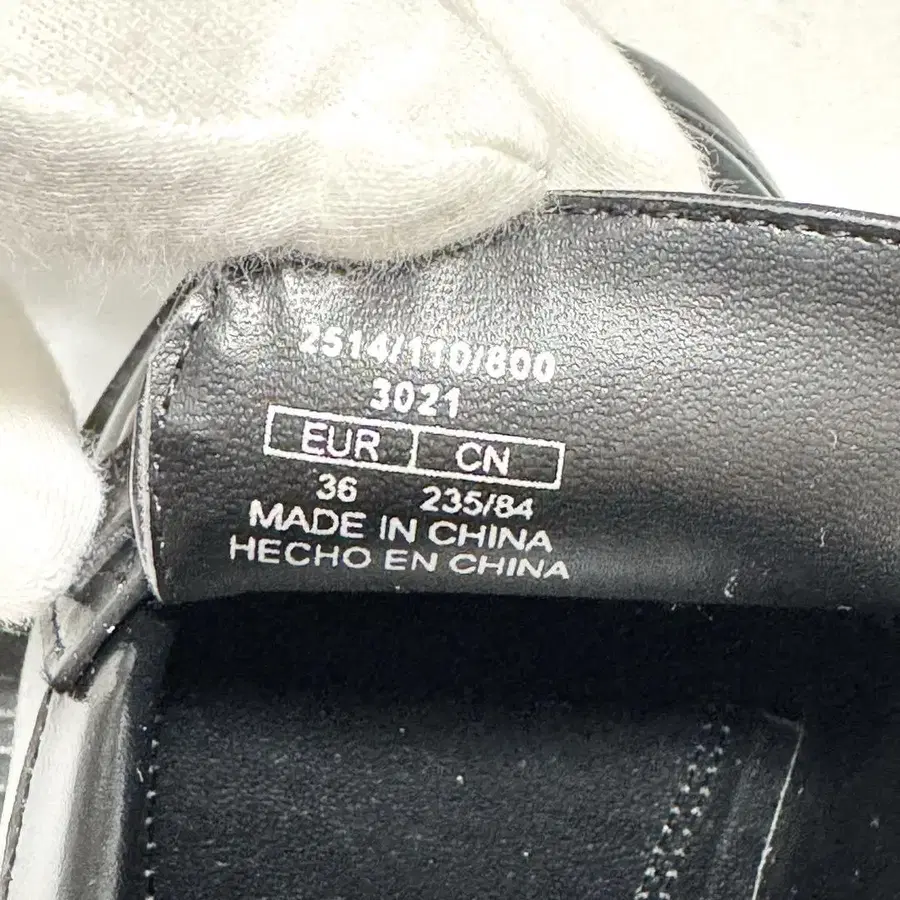 2514/110/800
3021
EUR CN
36 235/84
MADE IN CHINA
HECHO EN CHINA